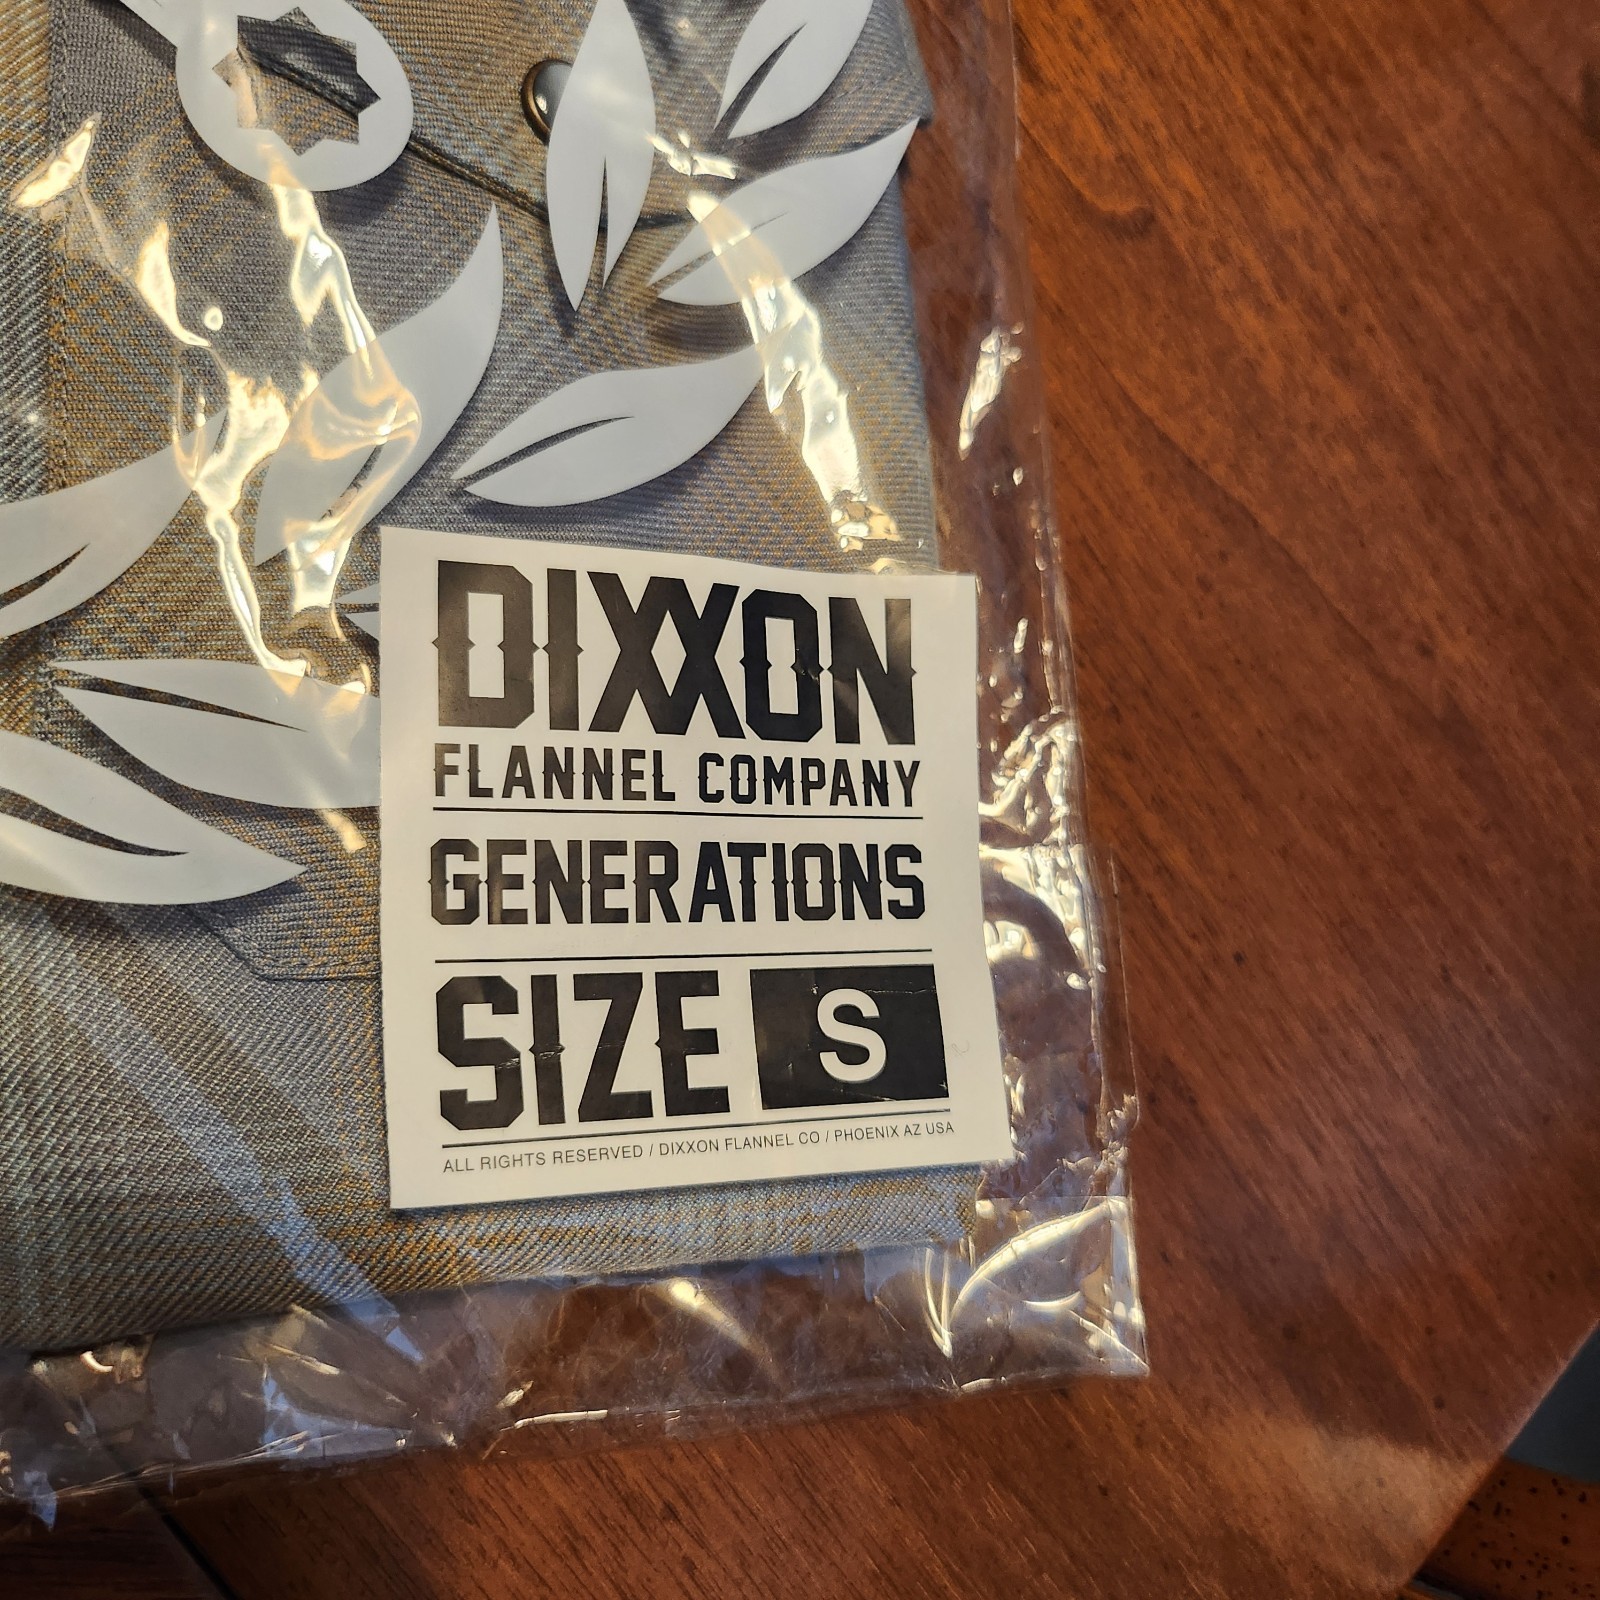 DIXXON
FLANNEL COMPANY
GENERATIONS
SIZE S
ALL RIGHTS RESERVED / DIXXON FLANNEL CO / PHOENIX AZ USA